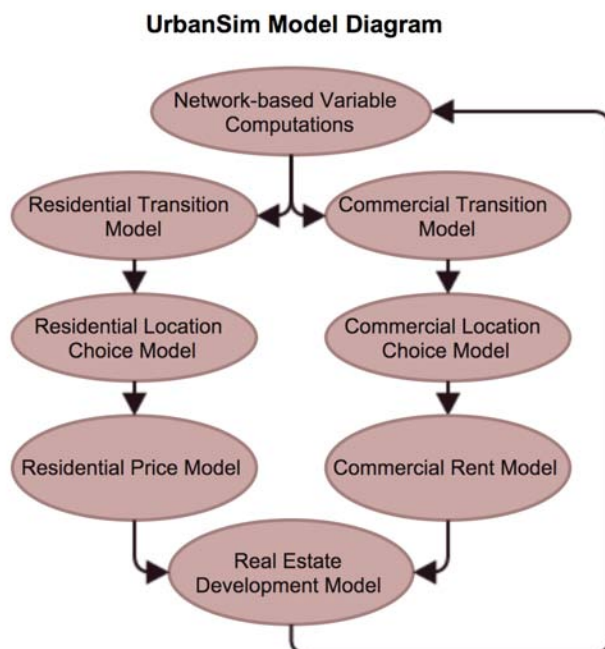 UrbanSim Model Diagram
Network-based Variable
Computations
Residential Transition
Model
Commercial Transition
Model
Residential Location
Choice Model
Commercial Location
Choice Model
Residential Price Model
Commercial Rent Model
Real Estate
Development Model